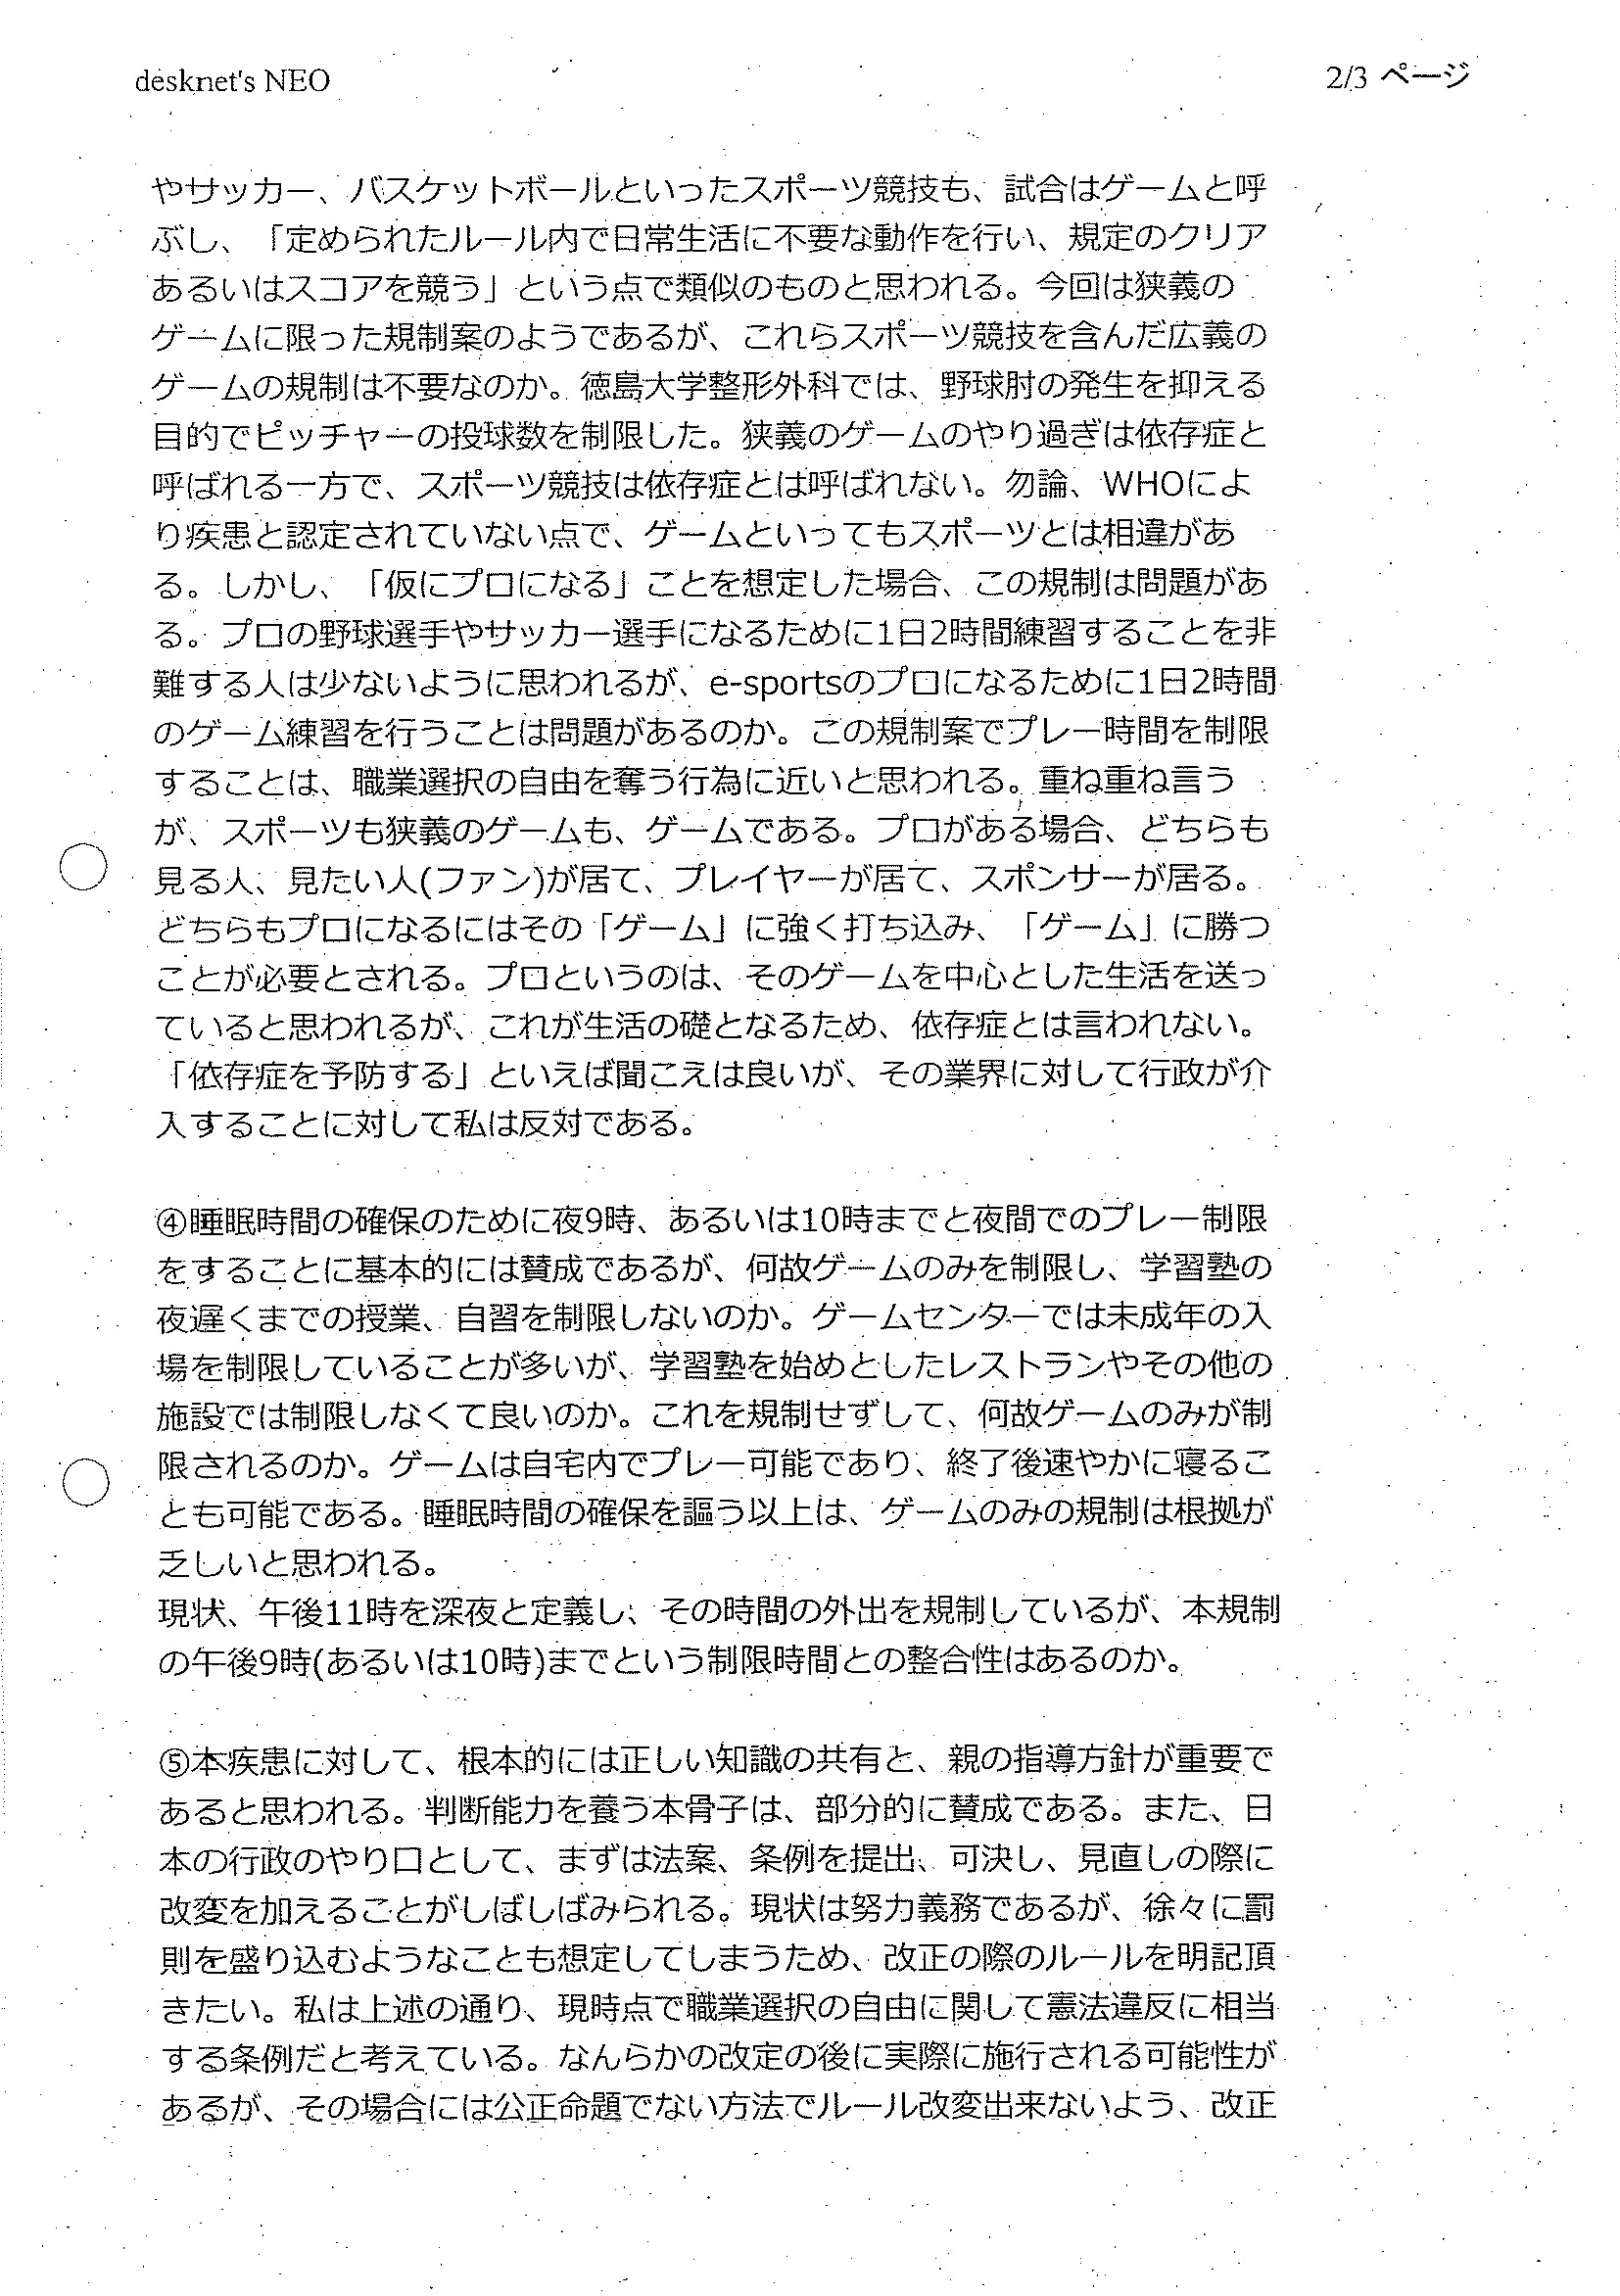 desknet's NEO
2/3 ページ
やサッカー、バスケットボールといったスポーツ競技も、試合はゲームと呼
ぶし、「定められたルール内で日常生活に不要な動作を行い、規定のクリア
あるいはスコアを競う」という点で類似のものと思われる。今回は狭義の
ゲームに限った規制案のようであるが、これらスポーツ競技を含んだ広義の
ゲームの規制は不要なのか。徳島大学整形外科では、野球肘の発生を抑える
目的でピッチャーの投球数を制限した。狭義のゲームのやり過ぎは依存症と
呼ばれる一方で、スポーツ競技は依存症とは呼ばれない。勿論、WHOによ
り疾患と認定されていない点で、ゲームといってもスポーツとは相違があ
る。しかし、「仮にプロになる」ことを想定した場合、この規制は問題があ
る。プロの野球選手やサッカー選手になるために1日2時間練習することを非
難する人は少ないように思われるが、e-sportsのプロになるために1日2時間
のゲーム練習を行うことは問題があるのか。この規制案でプレー時間を制限
することは、職業選択の自由を奪う行為に近いと思われる。重ね重ね言う
が、スポーツも狭義のゲームも、ゲームである。プロがある場合、どちらも
見る人、見たい人(ファン)が居て、プレイヤーが居て、スポンサーが居る。
どちらもプロになるにはその「ゲーム」に強く打ち込み、「ゲーム」に勝つ
ことが必要とされる。プロというのは、そのゲームを中心とした生活を送っ
ていると思われるが、これが生活の礎となるため、依存症とは言われない。
「依存症を予防する」といえば聞こえは良いが、その業界に対して行政が介
入することに対して私は反対である。
④睡眠時間の確保のために夜9時、あるいは10時までと夜間でのプレー制限
をすることに基本的には賛成であるが、何故ゲームのみを制限し、学習塾の
夜遅くまでの授業、自習を制限しないのか。ゲームセンターでは未成年の入
場を制限していることが多いが、学習塾を始めとしたレストランやその他の
施設では制限しなくて良いのか。これを規制せずして、何故ゲームのみが制
限されるのか。ゲームは自宅内でプレー可能であり、終了後速やかに寝るこ
とも可能である。睡眠時間の確保を謳う以上は、ゲームのみの規制は根拠が
乏しいと思われる。
現状、午後11時を深夜と定義し、その時間の外出を規制しているが、本規制
の午後9時(あるいは10時)までという制限時間との整合性はあるのか。
⑤本疾患に対して、根本的には正しい知識の共有と、親の指導方針が重要で
あると思われる。判断能力を養う本骨子は、部分的に賛成である。また、日
本の行政のやり口として、まずは法案、条例を提出、可決し、見直しの際に
改変を加えることがしばしばみられる。現状は努力義務であるが、徐々に罰
則を盛り込むようなことも想定してしまうため、改正の際のルールを明記頂
きたい。私は上述の通り、現時点で職業選択の自由に関して憲法違反に相当
する条例だと考えている。なんらかの改定の後に実際に施行される可能性が
あるが、その場合には公正命題でない方法でルール改変出来ないよう、改正